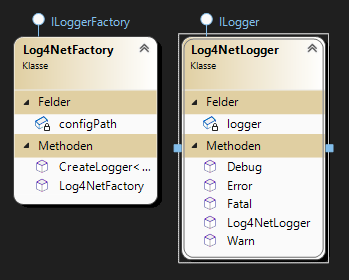 ILoggerFactory
Log4NetFactory
Klasse
Felder
configPath
Methoden
CreateLogger<...
Log4NetFactory
ILogger
Log4NetLogger
Klasse
Felder
logger
Methoden
Debug
Error
Fatal
Log4NetLogger
Warn